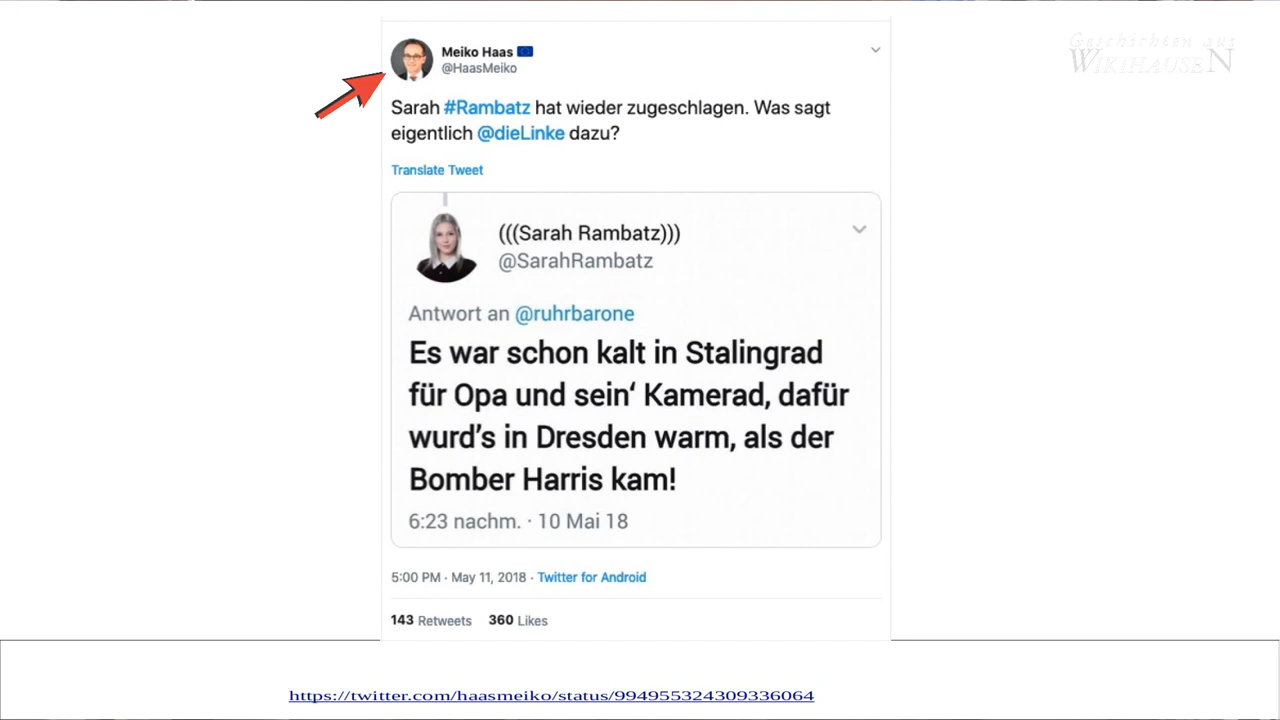 Geschichten aus
WIKIHAUSEN
Meiko Haas
@HaasMeiko
Sarah #Rambatz hat wieder zugeschlagen. Was sagt
eigentlich @dieLinke dazu?
Translate Tweet
(((Sarah Rambatz)))
@SarahRambatz
Antwort an @ruhrbarone
Es war schon kalt in Stalingrad
für Opa und sein‘ Kamerad, dafür
wurd’s in Dresden warm, als der
Bomber Harris kam!
6:23 nachm. · 10 Mai 18
5:00 PM · May 11, 2018 · Twitter for Android
143 Retweets 360 Likes
https://twitter.com/haasmeiko/status/994955324309336064